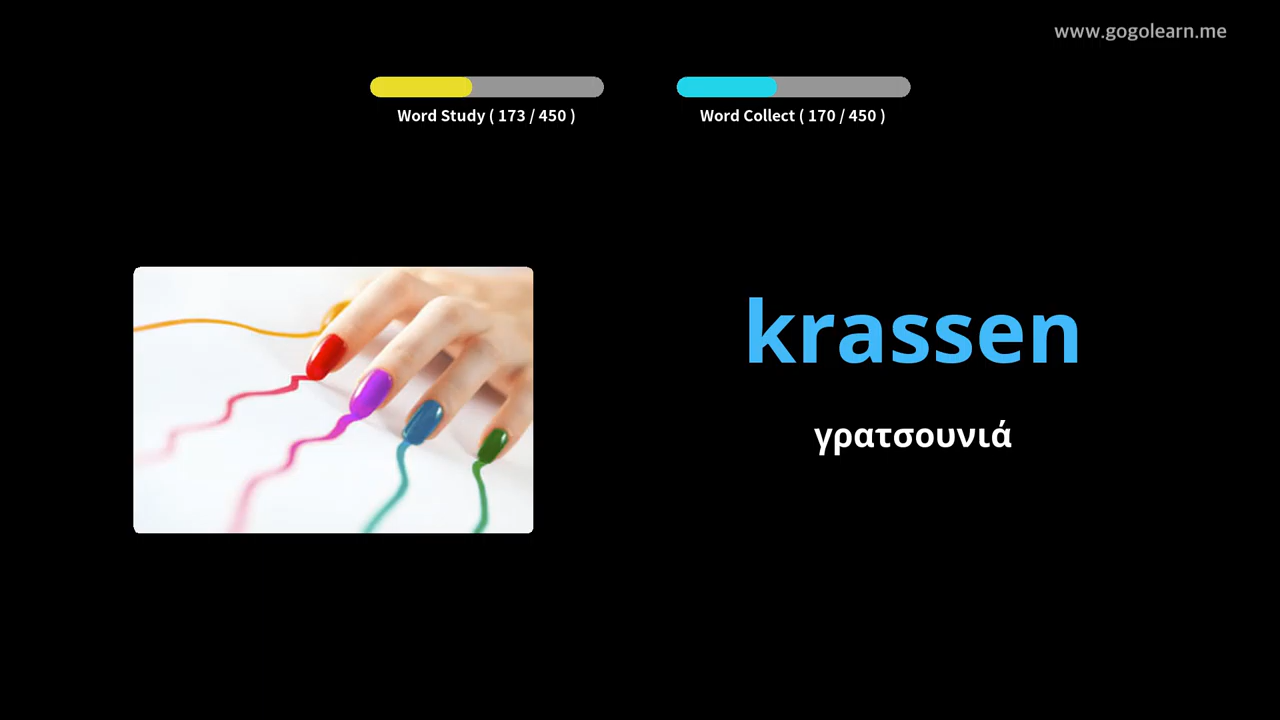 www.gogolearn.me
Word Study ( 173 / 450 )
Word Collect ( 170 / 450 )
krassen
γρατσουνιά